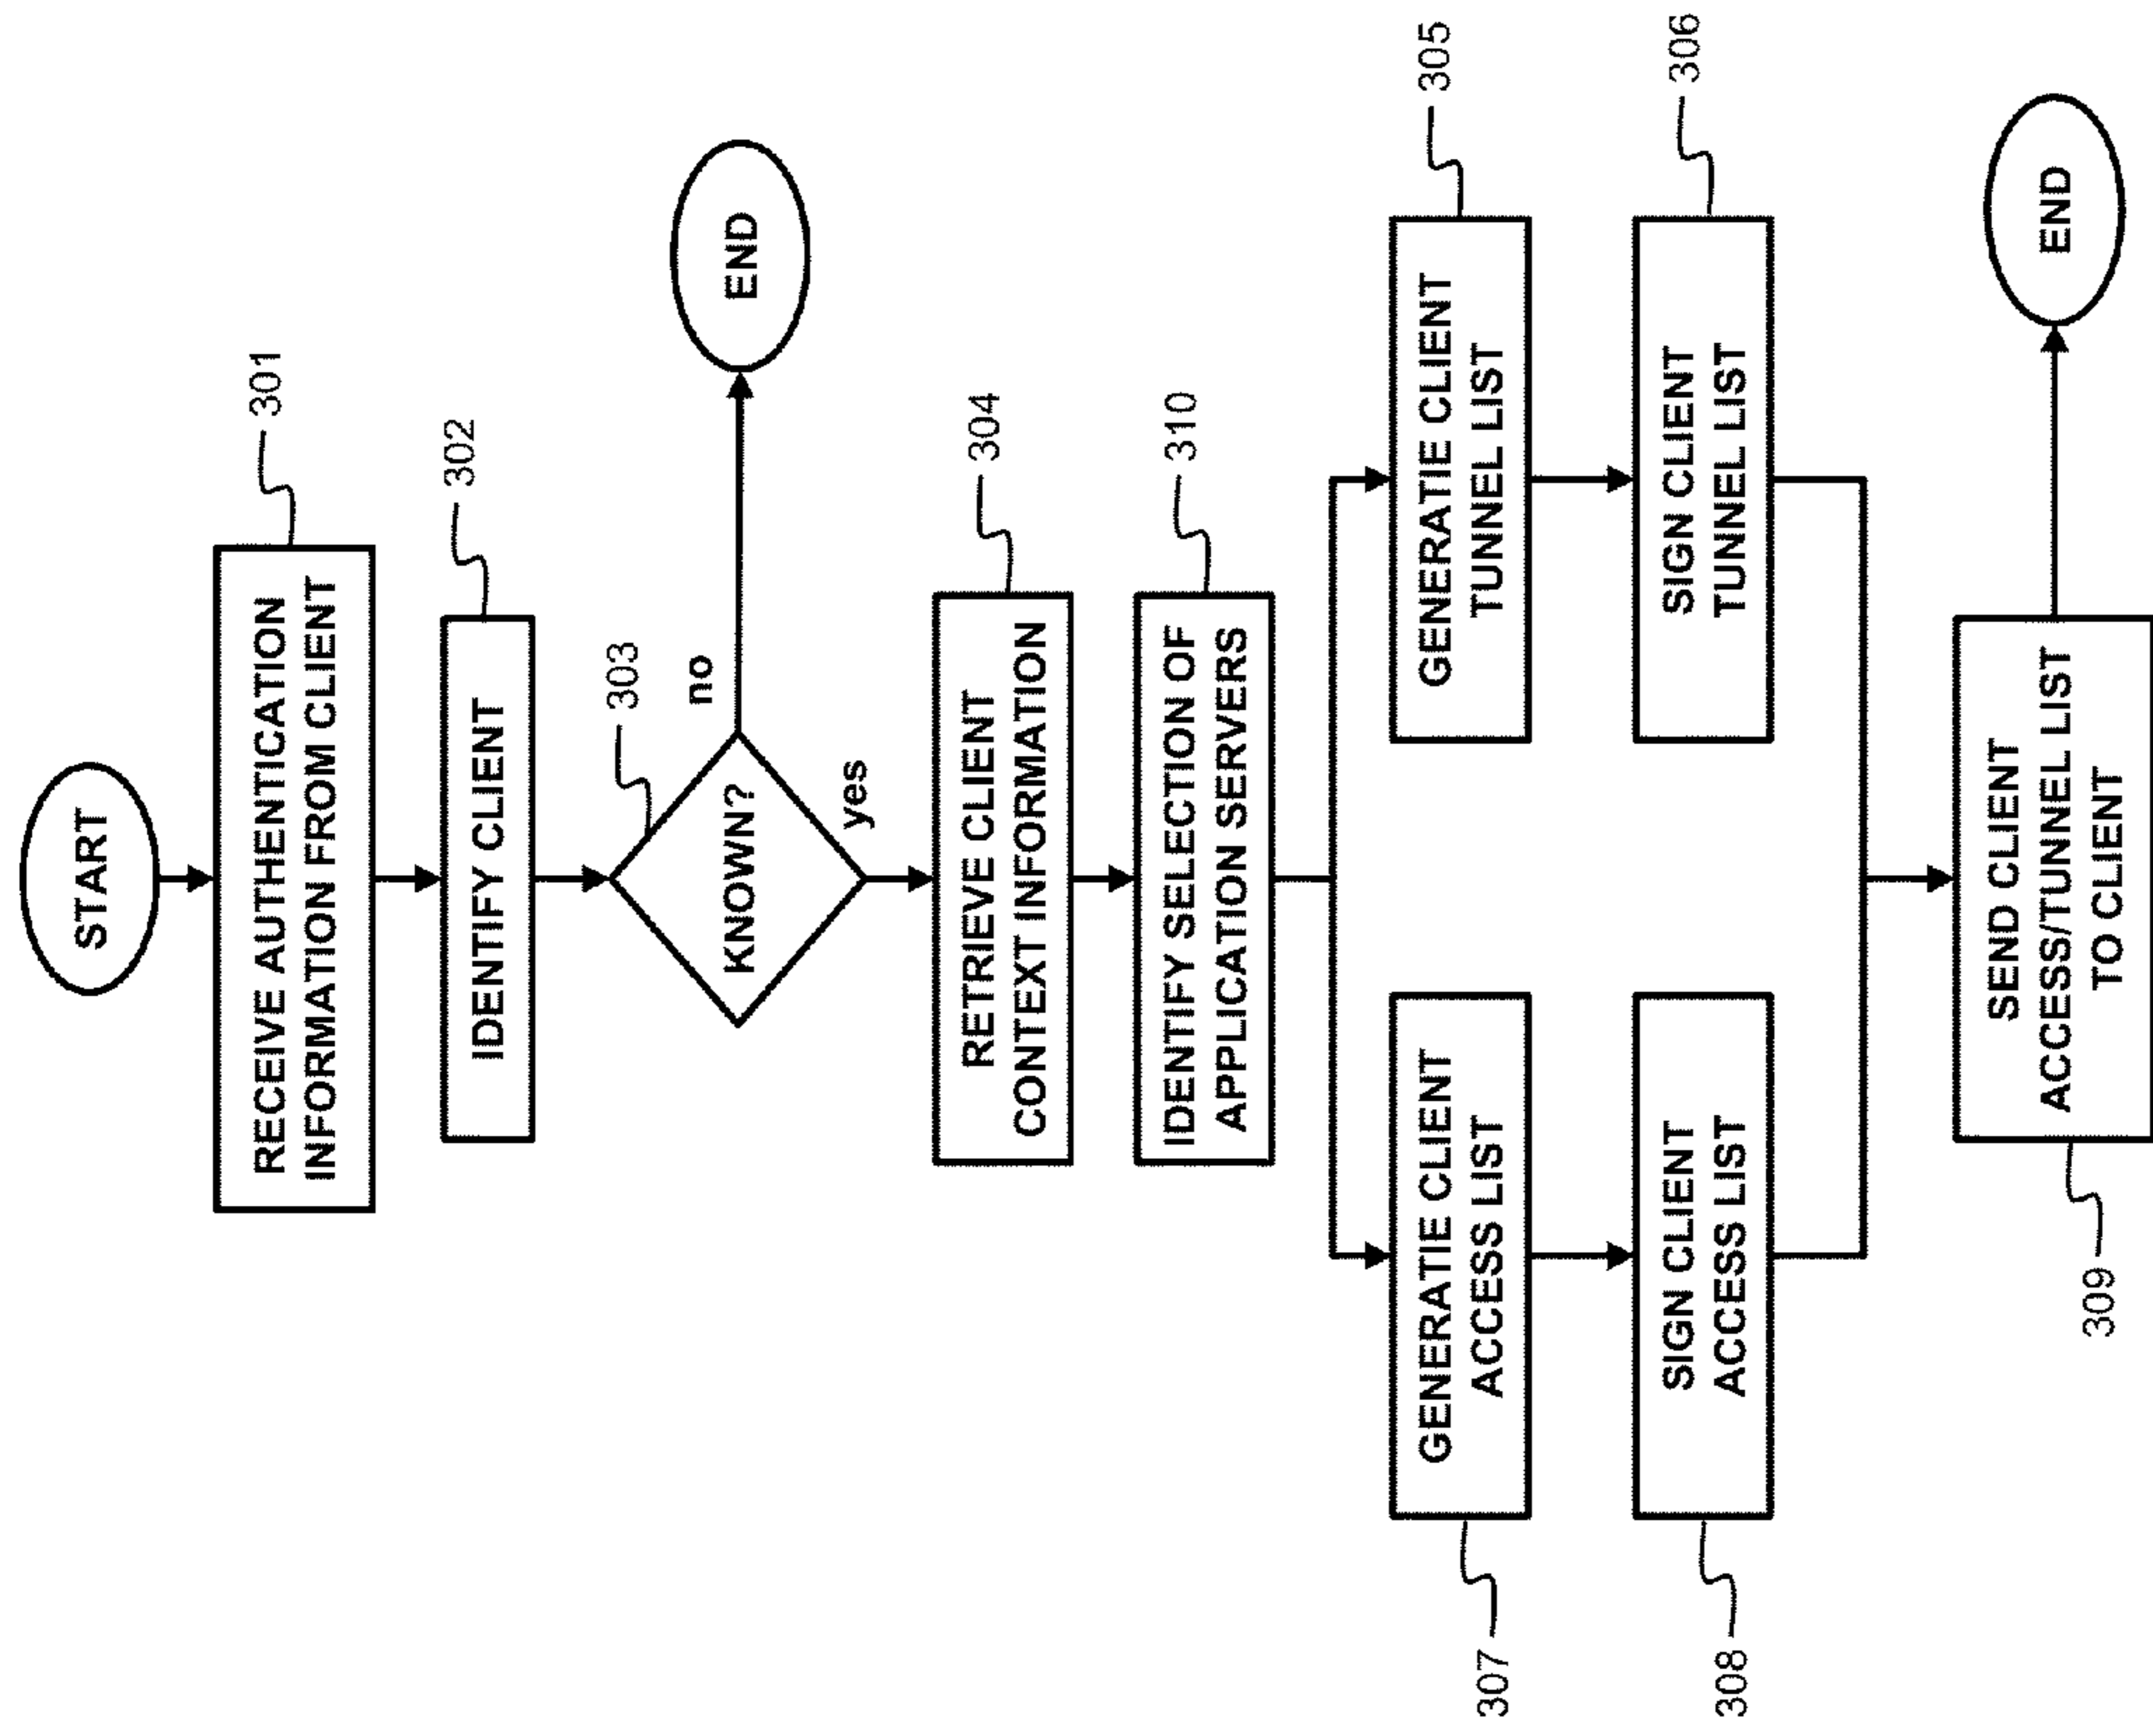 START
RECEIVE AUTHENTICATION
INFORMATION FROM CLIENT
301
IDENTIFY CLIENT
302
303
KNOWN?
no
END
yes
RETRIEVE CLIENT
CONTEXT INFORMATION
304
IDENTIFY SELECTION OF
APPLICATION SERVERS
310
GENERATIE CLIENT
ACCESS LIST
307
GENERATIE CLIENT
TUNNEL LIST
305
SIGN CLIENT
ACCESS LIST
308
SIGN CLIENT
TUNNEL LIST
306
SEND CLIENT
ACCESS/TUNNEL LIST
TO CLIENT
309
END